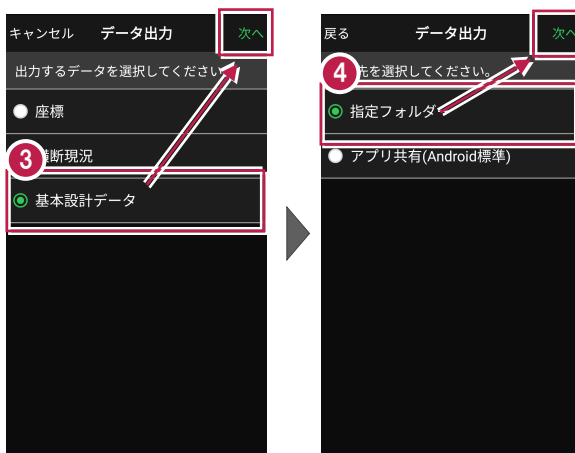 キャンセル データ出力 次へ
出力するデータを選択してください
座標
3 断現況
基本設計データ
戻る データ出力 次へ
4 先を選択してください。
指定フォルダ
アプリ共有(Android標準)